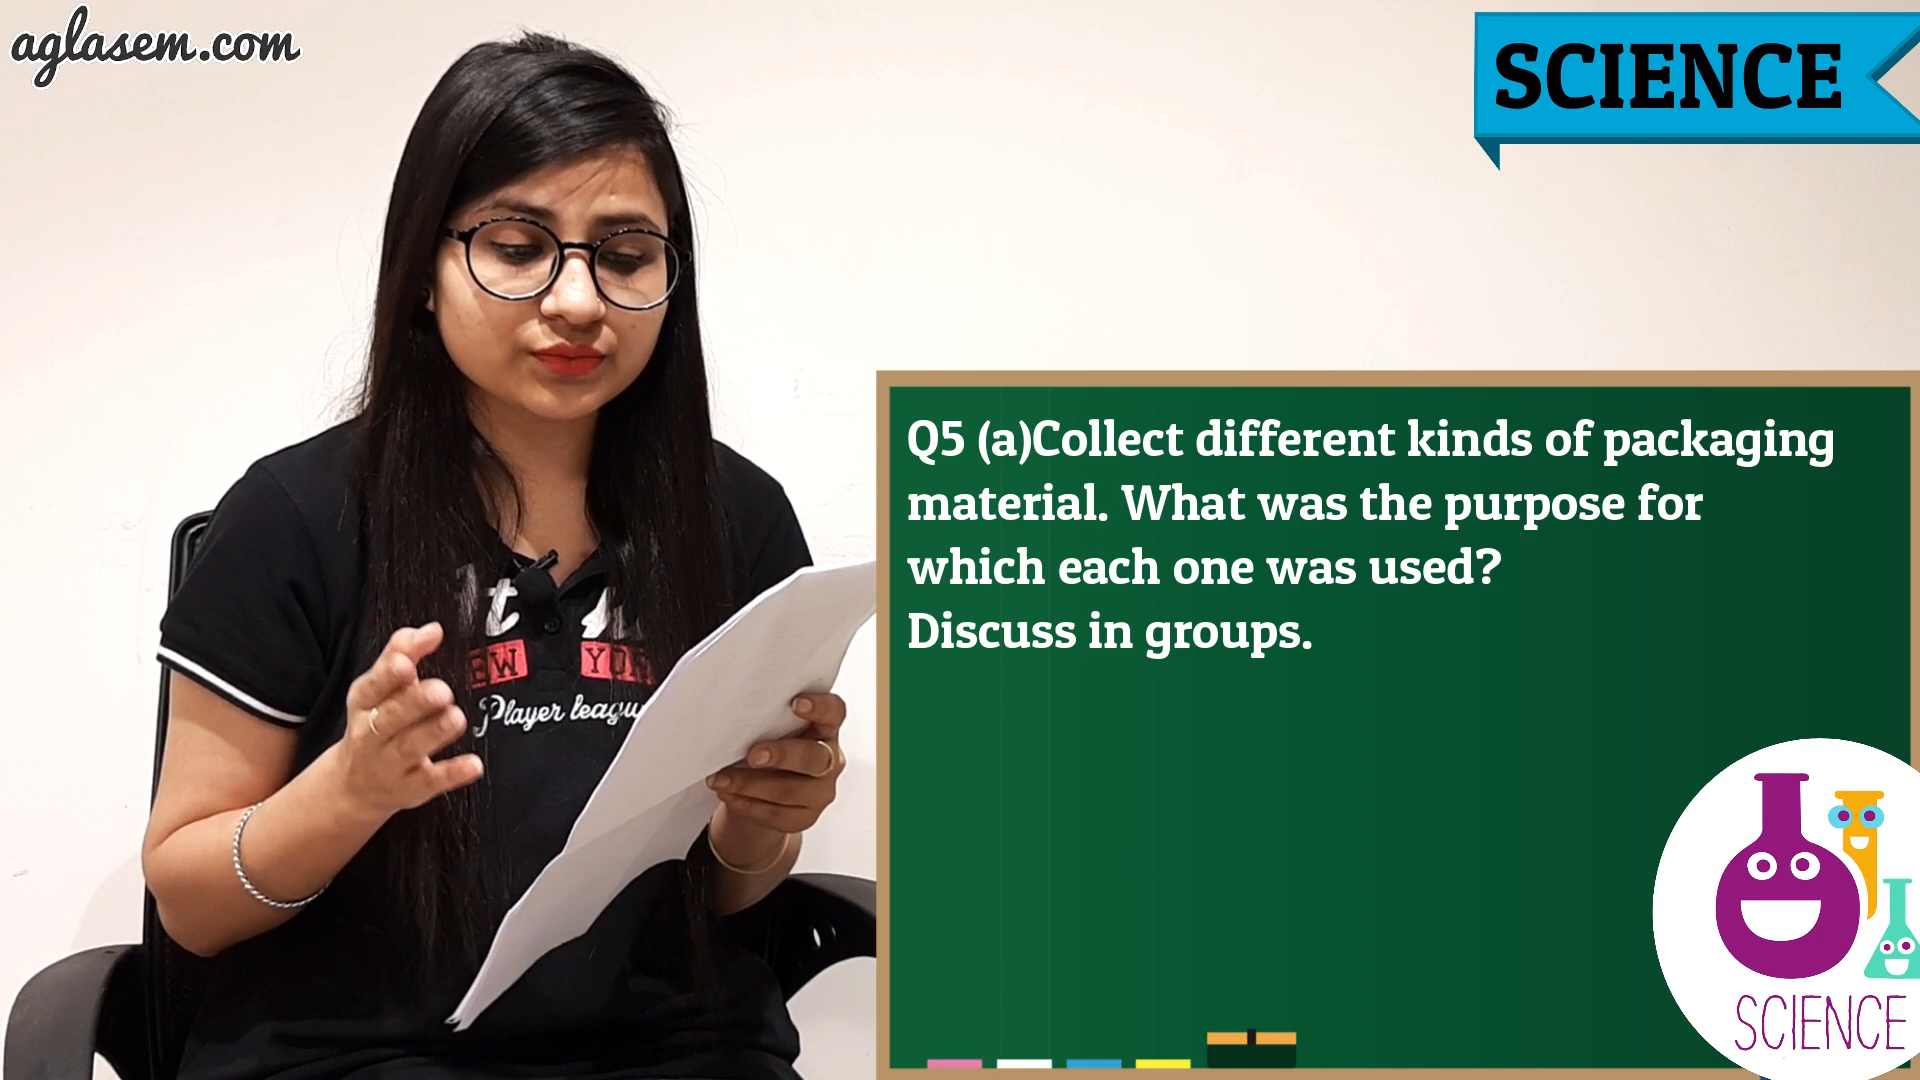 aglasem.com
SCIENCE
Q5 (a)Collect different kinds of packaging
material. What was the purpose for
which each one was used?
Discuss in groups.
Player leagu
SCIENCE